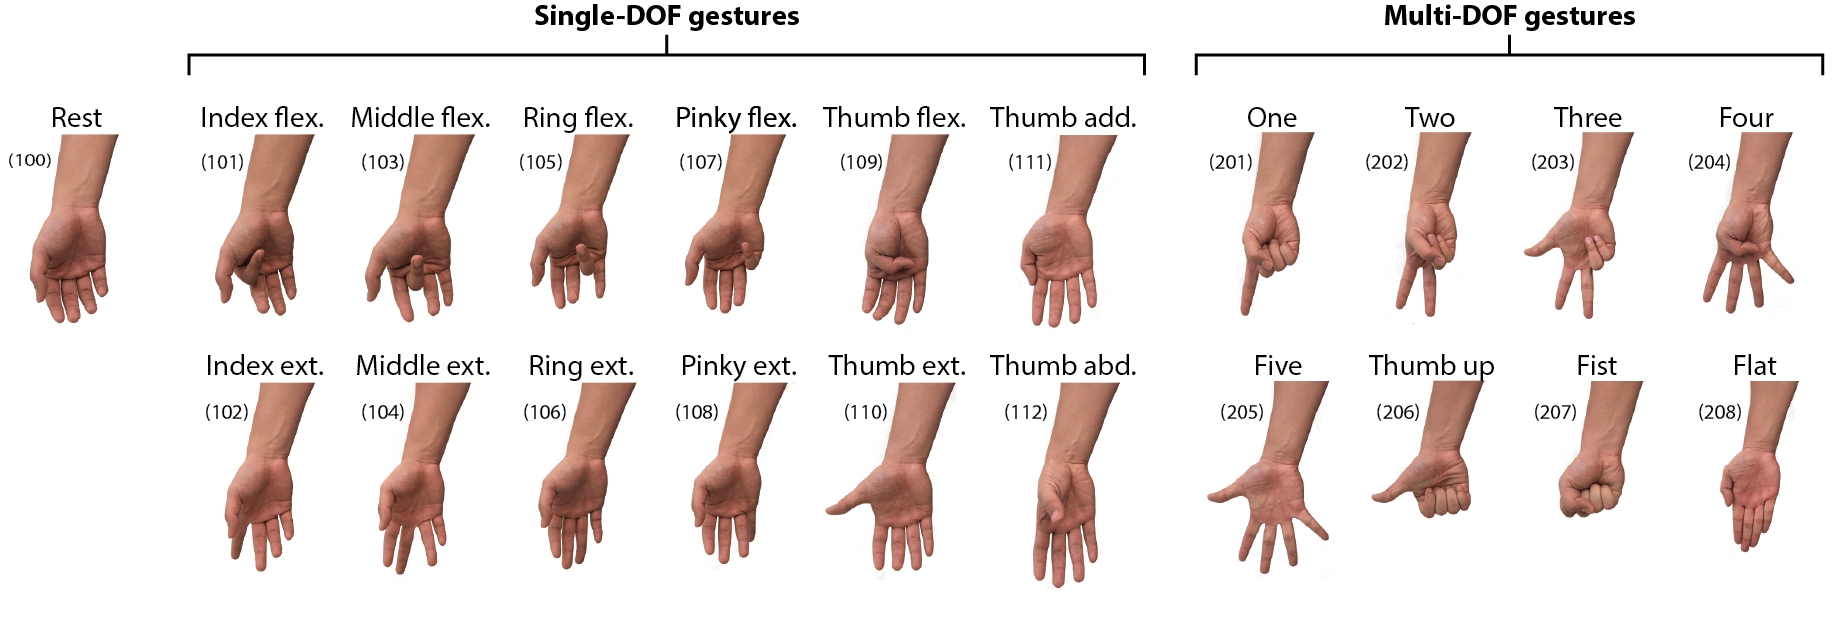 Single-DOF gestures
Multi-DOF gestures
Rest
(100)
Index flex.
(101)
Middle flex.
(103)
Ring flex.
(105)
Pinky flex.
(107)
Thumb flex.
(109)
Thumb add.
(111)
One
(201)
Two
(202)
Three
(203)
Four
(204)
Index ext.
(102)
Middle ext.
(104)
Ring ext.
(106)
Pinky ext.
(108)
Thumb ext.
(110)
Thumb abd.
(112)
Five
(205)
Thumb up
(206)
Fist
(207)
Flat
(208)